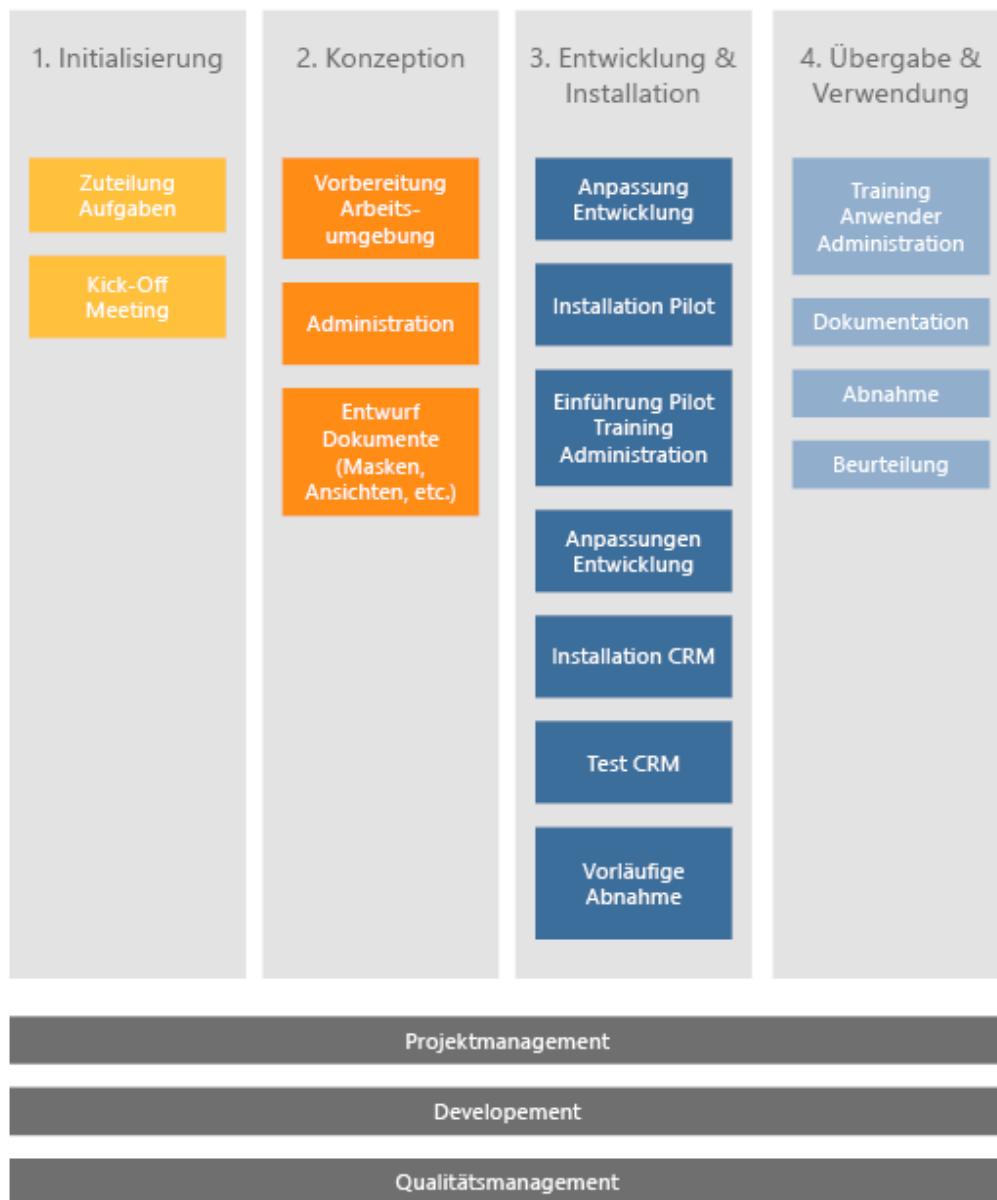 1. Initialisierung
Zuteilung
Aufgaben
Kick-Off
Meeting
2. Konzeption
Vorbereitung
Arbeits-
umgebung
Administration
Entwurf
Dokumente
(Masken,
Ansichten, etc.)
3. Entwicklung &
Installation
Anpassung
Entwicklung
Installation Pilot
Einführung Pilot
Training
Administration
Anpassungen
Entwicklung
Installation CRM
Test CRM
Vorläufige
Abnahme
4. Übergabe &
Verwendung
Training
Anwender
Administration
Dokumentation
Abnahme
Beurteilung
Projektmanagement
Developement
Qualitätsmanagement